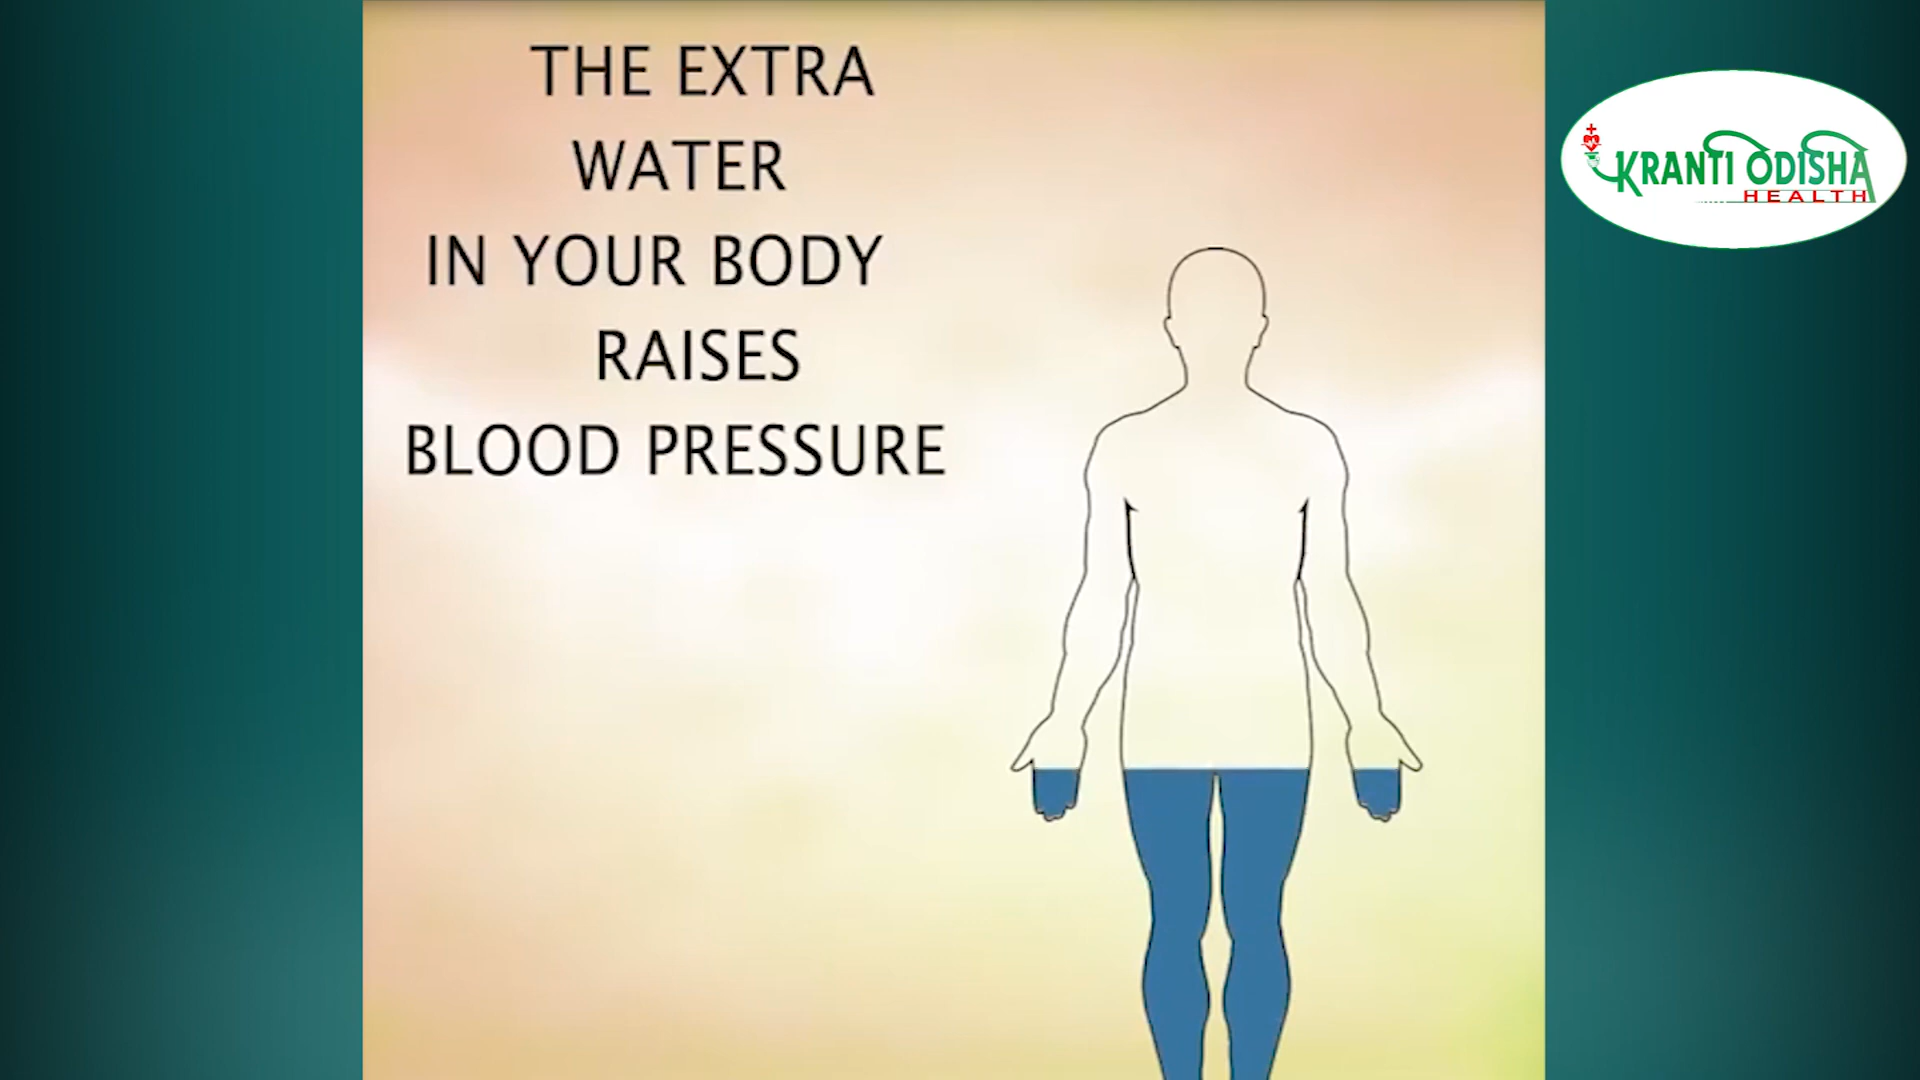 THE EXTRA
WATER
IN YOUR BODY
RAISES
BLOOD PRESSURE
KRANTI ODISHA
HEALTH